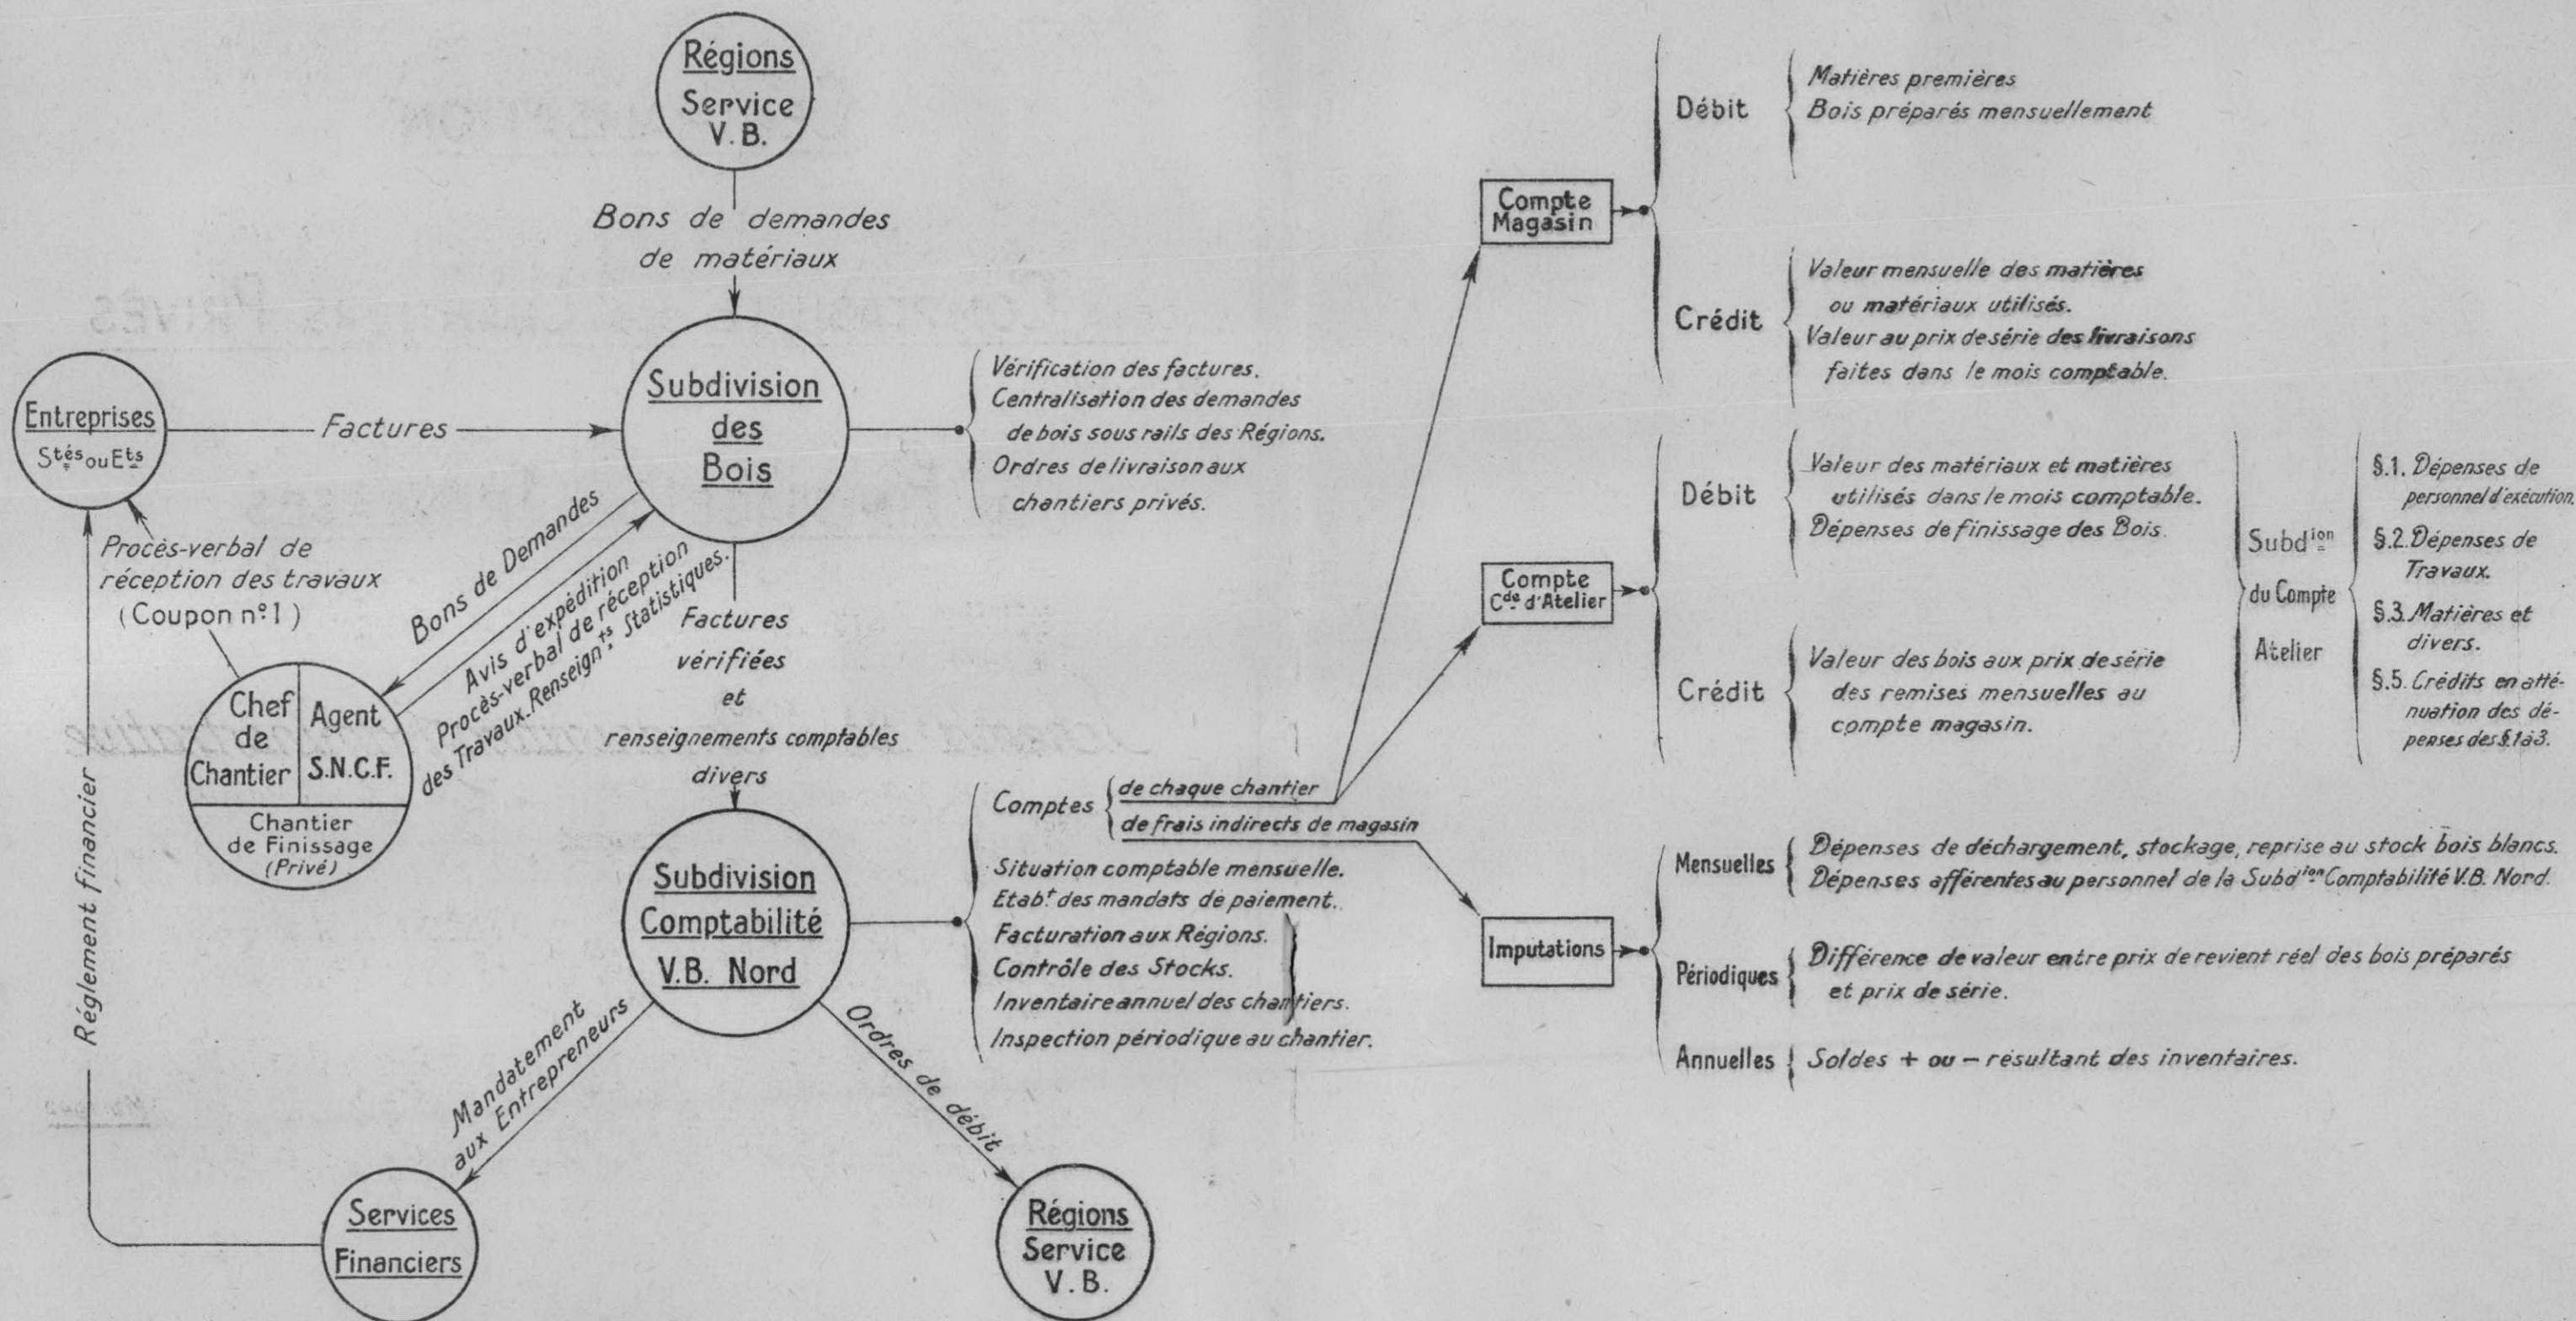 Régions
Service
V. B.
Bons de demandes
de matériaux
Entreprises
Stés ou Ets
Factures
Subdivision
des
Bois
Vérification des factures.
Centralisation des demandes
de bois sous rails des Régions.
Ordres de livraison aux
chantiers privés.
Procès-verbal de
réception des travaux
(Coupon nº 1)
Bons de Demandes
Avis d'expédition
Procès-verbal de réception
des Travaux. Renseignts. Statistiques.
Factures
vérifiées
et
renseignements comptables
divers
Chef
de
Chantier
Agent
S.N.C.F.
Chantier
de Finissage
(Privé)
Réglement financier
Subdivision
Comptabilité
V.B. Nord
Comptes
de chaque chantier
de frais indirects de magasin
Situation comptable mensuelle.
Etabt. des mandats de paiement.
Facturation aux Régions.
Contrôle des Stocks.
Inventaire annuel des chantiers.
Inspection périodique au chantier.
Mandatement
aux Entrepreneurs
Ordres de débit
Services
Financiers
Régions
Service
V. B.
Compte
Magasin
Débit
Matières premières
Bois préparés mensuellement
Crédit
Valeur mensuelle des matières
ou matériaux utilisés.
Valeur au prix de série des livraisons
faites dans le mois comptable.
Compte
Cde d'Atelier
Débit
Valeur des matériaux et matières
utilisés dans le mois comptable.
Dépenses de finissage des Bois.
Crédit
Valeur des bois aux prix de série
des remises mensuelles au
compte magasin.
Subdion
du Compte
Atelier
§.1. Dépenses de
personnel d'exécution.
§.2. Dépenses de
Travaux.
§.3. Matières et
divers.
§.5. Crédits en atté-
nuation des dé-
penses des §.1 à 3.
Imputations
Mensuelles
Dépenses de déchargement, stockage, reprise au stock bois blancs.
Dépenses afférentes au personnel de la Subdion Comptabilité V.B. Nord.
Périodiques
Différence de valeur entre prix de revient réel des bois préparés
et prix de série.
Annuelles
Soldes + ou – résultant des inventaires.